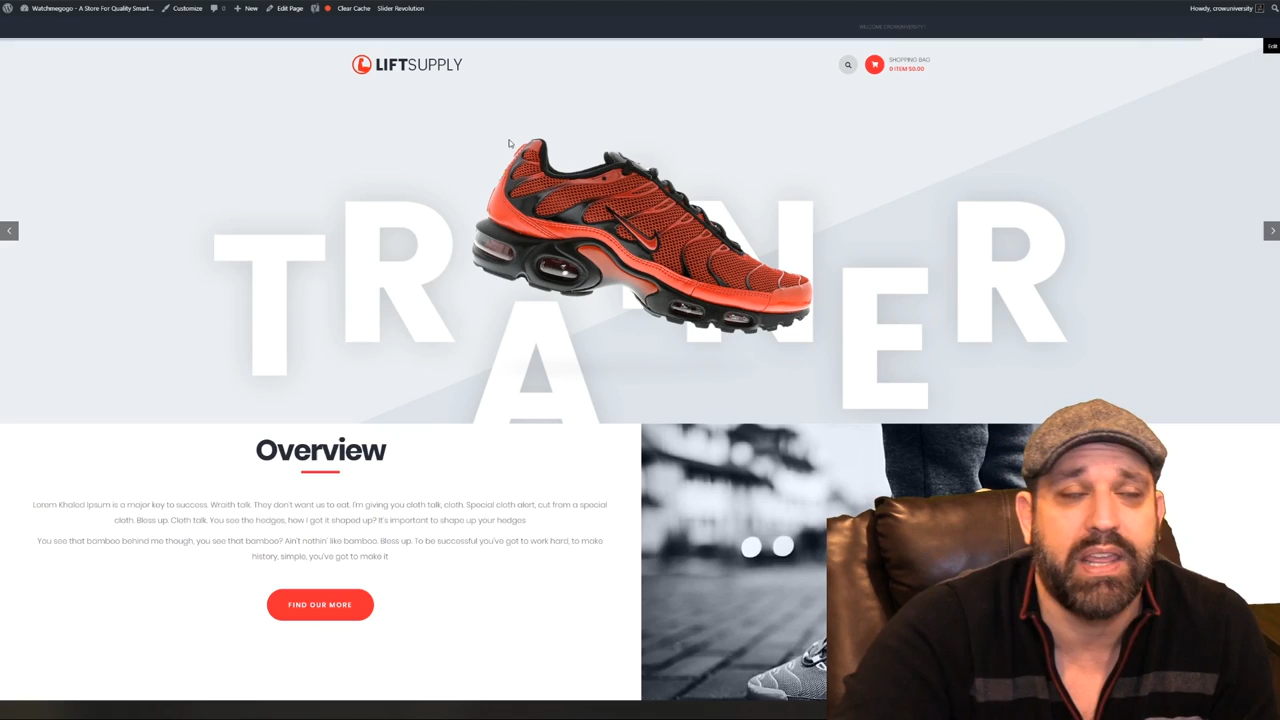 Watchmegogo - A Store For Quality Smart... Customize 0 New Edit Page Clear Cache Slider Revolution Howdy, crowuniversity
WELCOME CROWUNIVERSITY!
Edit
LIFTSUPPLY
SHOPPING BAG
0 ITEM $0.00
TRAINER
Overview
Lorem Khaled Ipsum is a major key to success. Wraith talk. They don't want us to eat. I'm giving you cloth talk, cloth. Special cloth alert, cut from a special
cloth. Bless up. Cloth talk. You see the hedges, how I got it shaped up? It's important to shape up your hedges
You see that bamboo behind me though, you see that bamboo? Ain't nothin' like bamboo. Bless up. To be successful you've got to work hard, to make
history, simple, you've got to make it
FIND OUR MORE